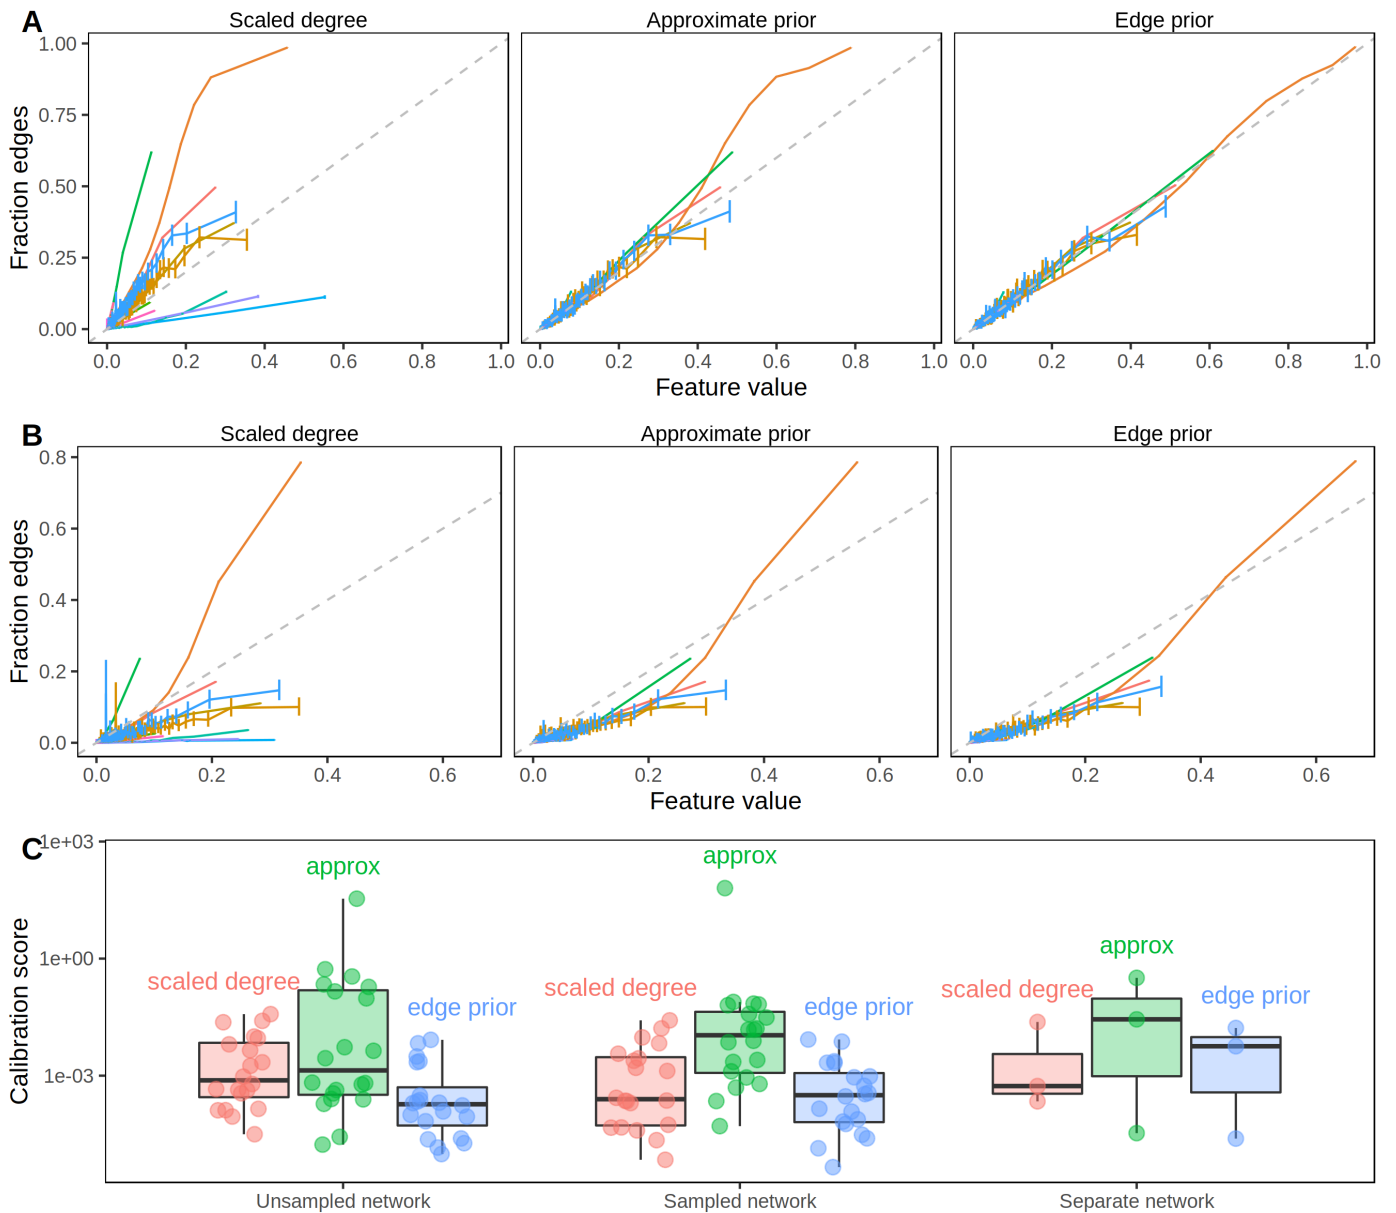 A
Scaled degree
Approximate prior
Edge prior
Fraction edges
1.00
0.75
0.50
0.25
0.00
0.0 0.2 0.4 0.6 0.8 1.0
0.0 0.2 0.4 0.6 0.8 1.0
0.0 0.2 0.4 0.6 0.8 1.0
Feature value
B
Scaled degree
Approximate prior
Edge prior
Fraction edges
0.8
0.6
0.4
0.2
0.0
0.0 0.2 0.4 0.6
0.0 0.2 0.4 0.6
0.0 0.2 0.4 0.6
Feature value
C
Calibration score
1e+03
1e+00
1e-03
scaled degree
approx
edge prior
scaled degree
approx
edge prior
scaled degree
approx
edge prior
Unsampled network
Sampled network
Separate network